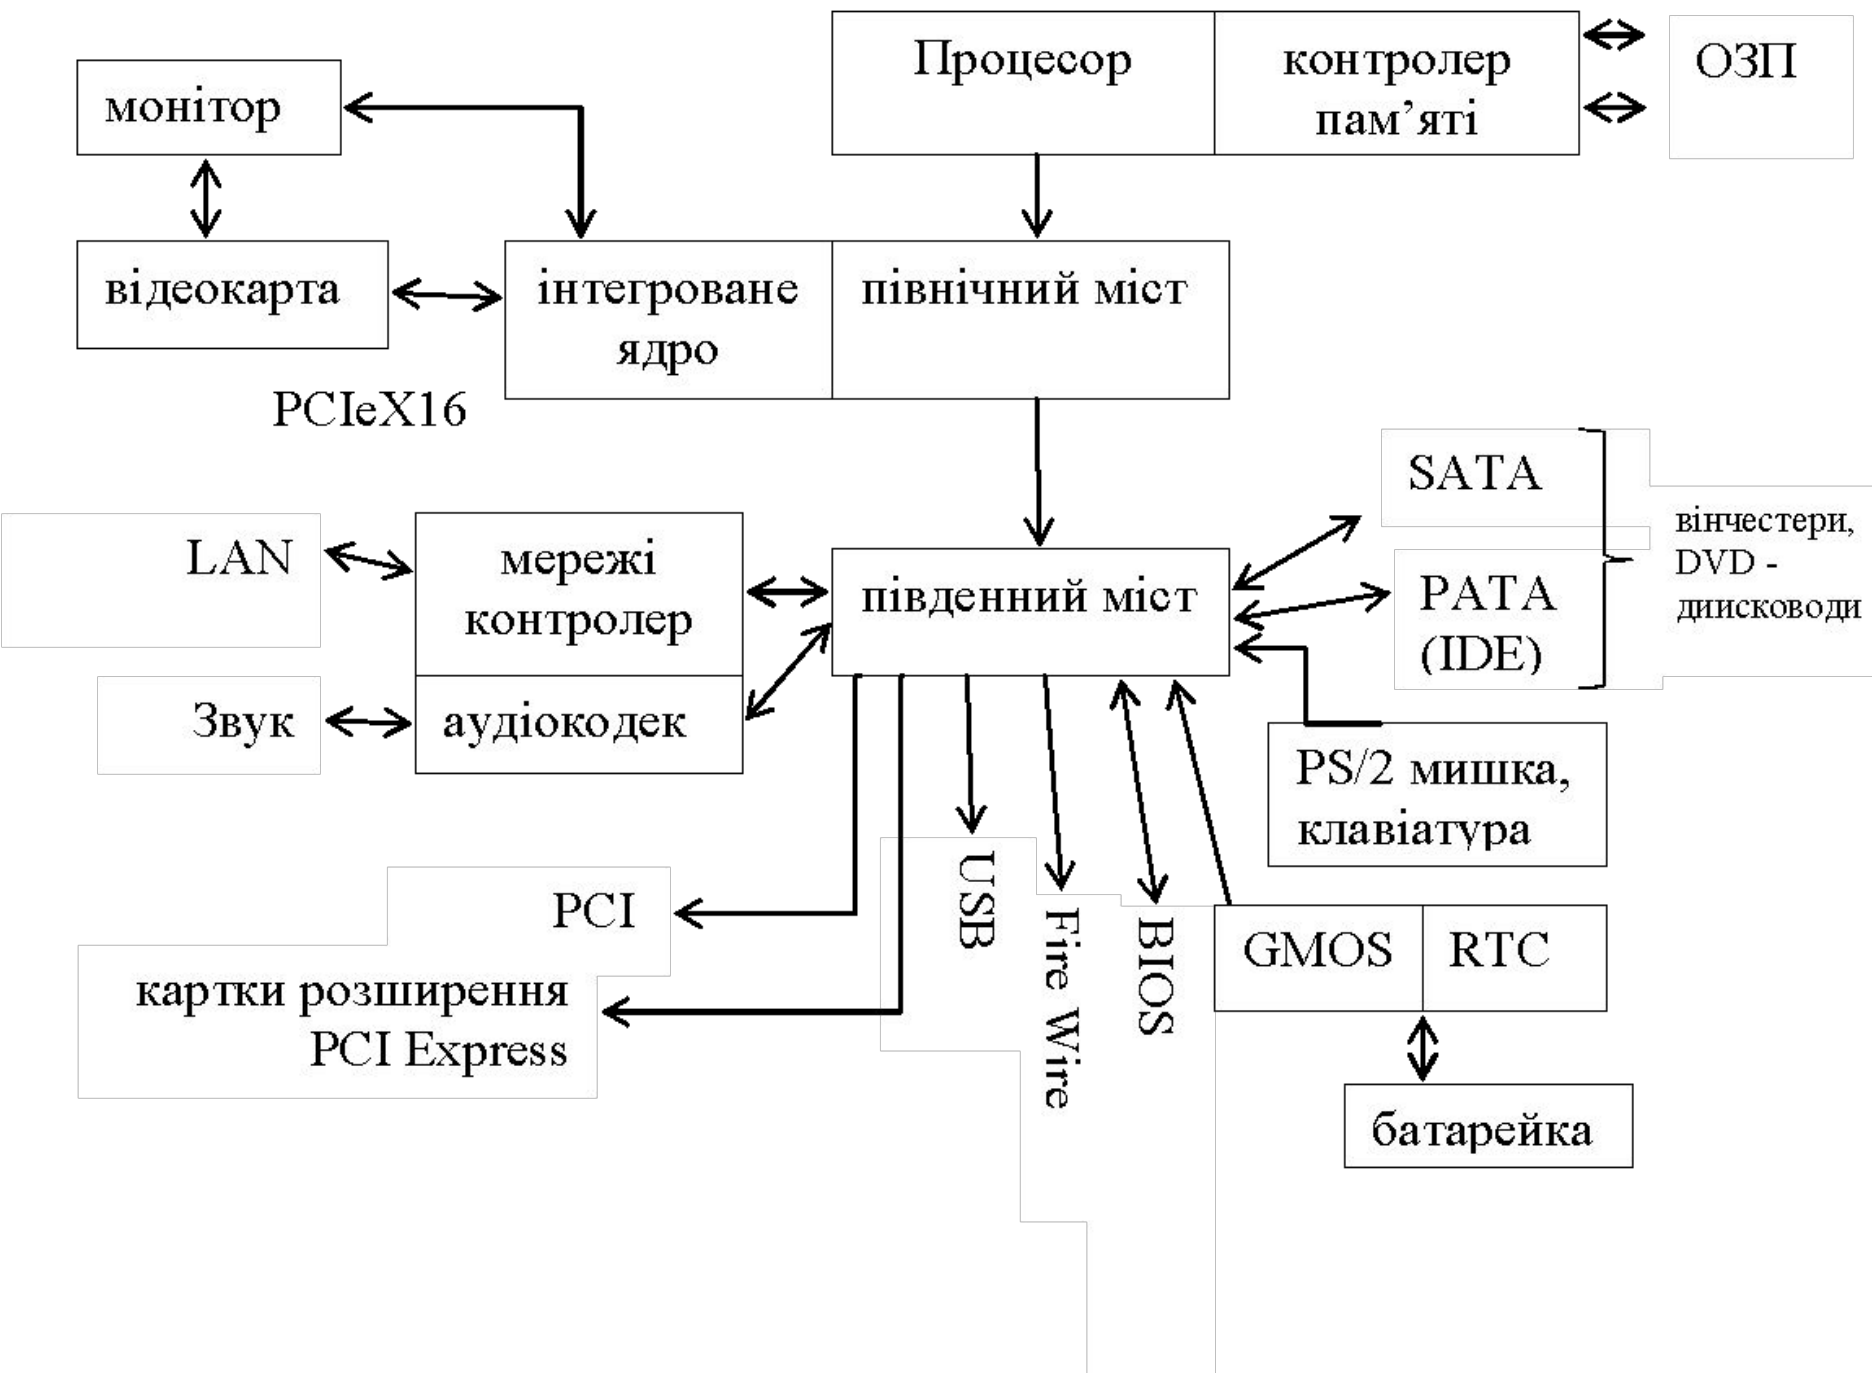 Процесор
контролер
пам’яті
ОЗП
монітор
відеокарта
інтегроване
ядро
північний міст
PCIeX16
SATA
вінчестери,
DVD -
диисководи
PATA
(IDE)
LAN
мережі
контролер
південний міст
Звук
аудіокодек
PS/2 мишка,
клавіатура
USB
Fire Wire
BIOS
PCI
GMOS
RTC
картки розширення
PCI Express
батарейка